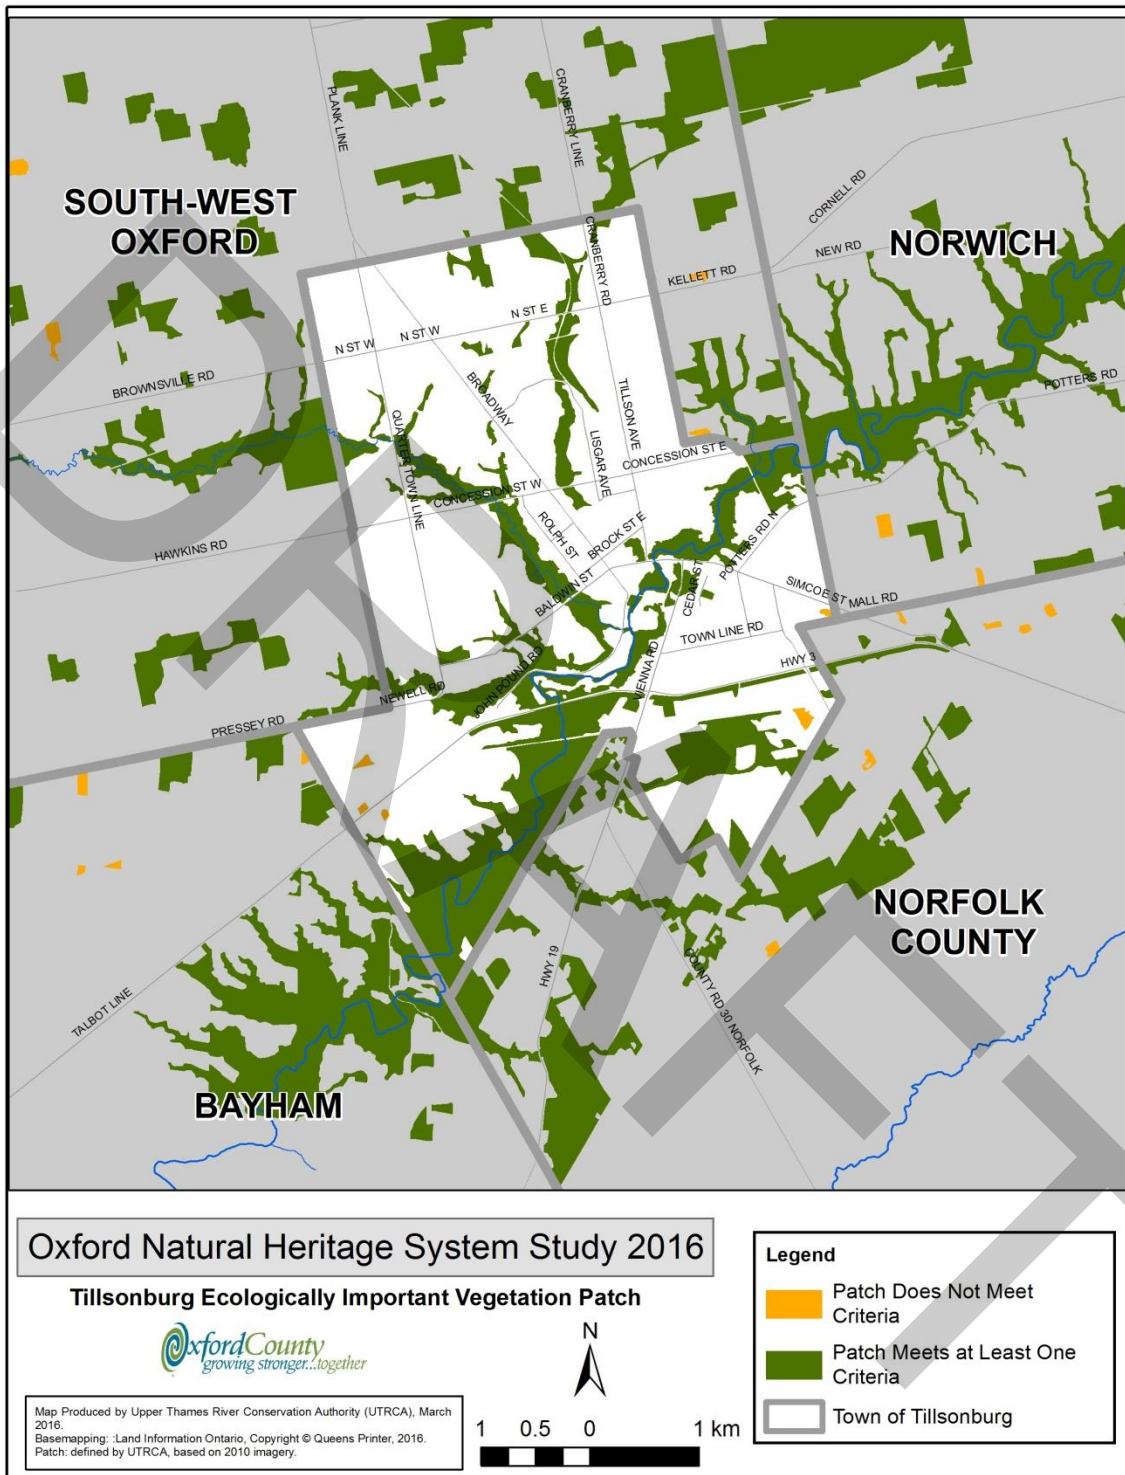 PLANK LINE
CRANBERRY LINE
SOUTH-WEST
OXFORD
CORNELL RD
NEW RD
NORWICH
CRANBERRY RD
KELLETT RD
N ST E
N ST W
N ST W
BROWNSVILLE RD
BROADWAY
POTTERS RD
TILLSON AVE
QUARTER TOWN LINE
LISGAR AVE
CONCESSION ST E
CONCESSION ST W
HAWKINS RD
ROLPH ST
BROCK ST E
POTTERS RD N
BALDWIN ST
CEDAR ST
SIMCOE ST
MALL RD
TOWN LINE RD
JOHN POUND RD
VIENNA RD
HWY 3
NEWELL RD
PRESSEY RD
NORFOLK
COUNTY
HWY 19
COUNTY RD 30 NORFOLK
TALBOT LINE
BAYHAM
DRAFT
Oxford Natural Heritage System Study 2016
Tillsonburg Ecologically Important Vegetation Patch
OxfordCounty
growing stronger...together
N
Map Produced by Upper Thames River Conservation Authority (UTRCA), March
2016.
Basemapping: :Land Information Ontario, Copyright © Queens Printer, 2016.
Patch: defined by UTRCA, based on 2010 imagery.
1 0.5 0 1 km
Legend
Patch Does Not Meet
Criteria
Patch Meets at Least One
Criteria
Town of Tillsonburg